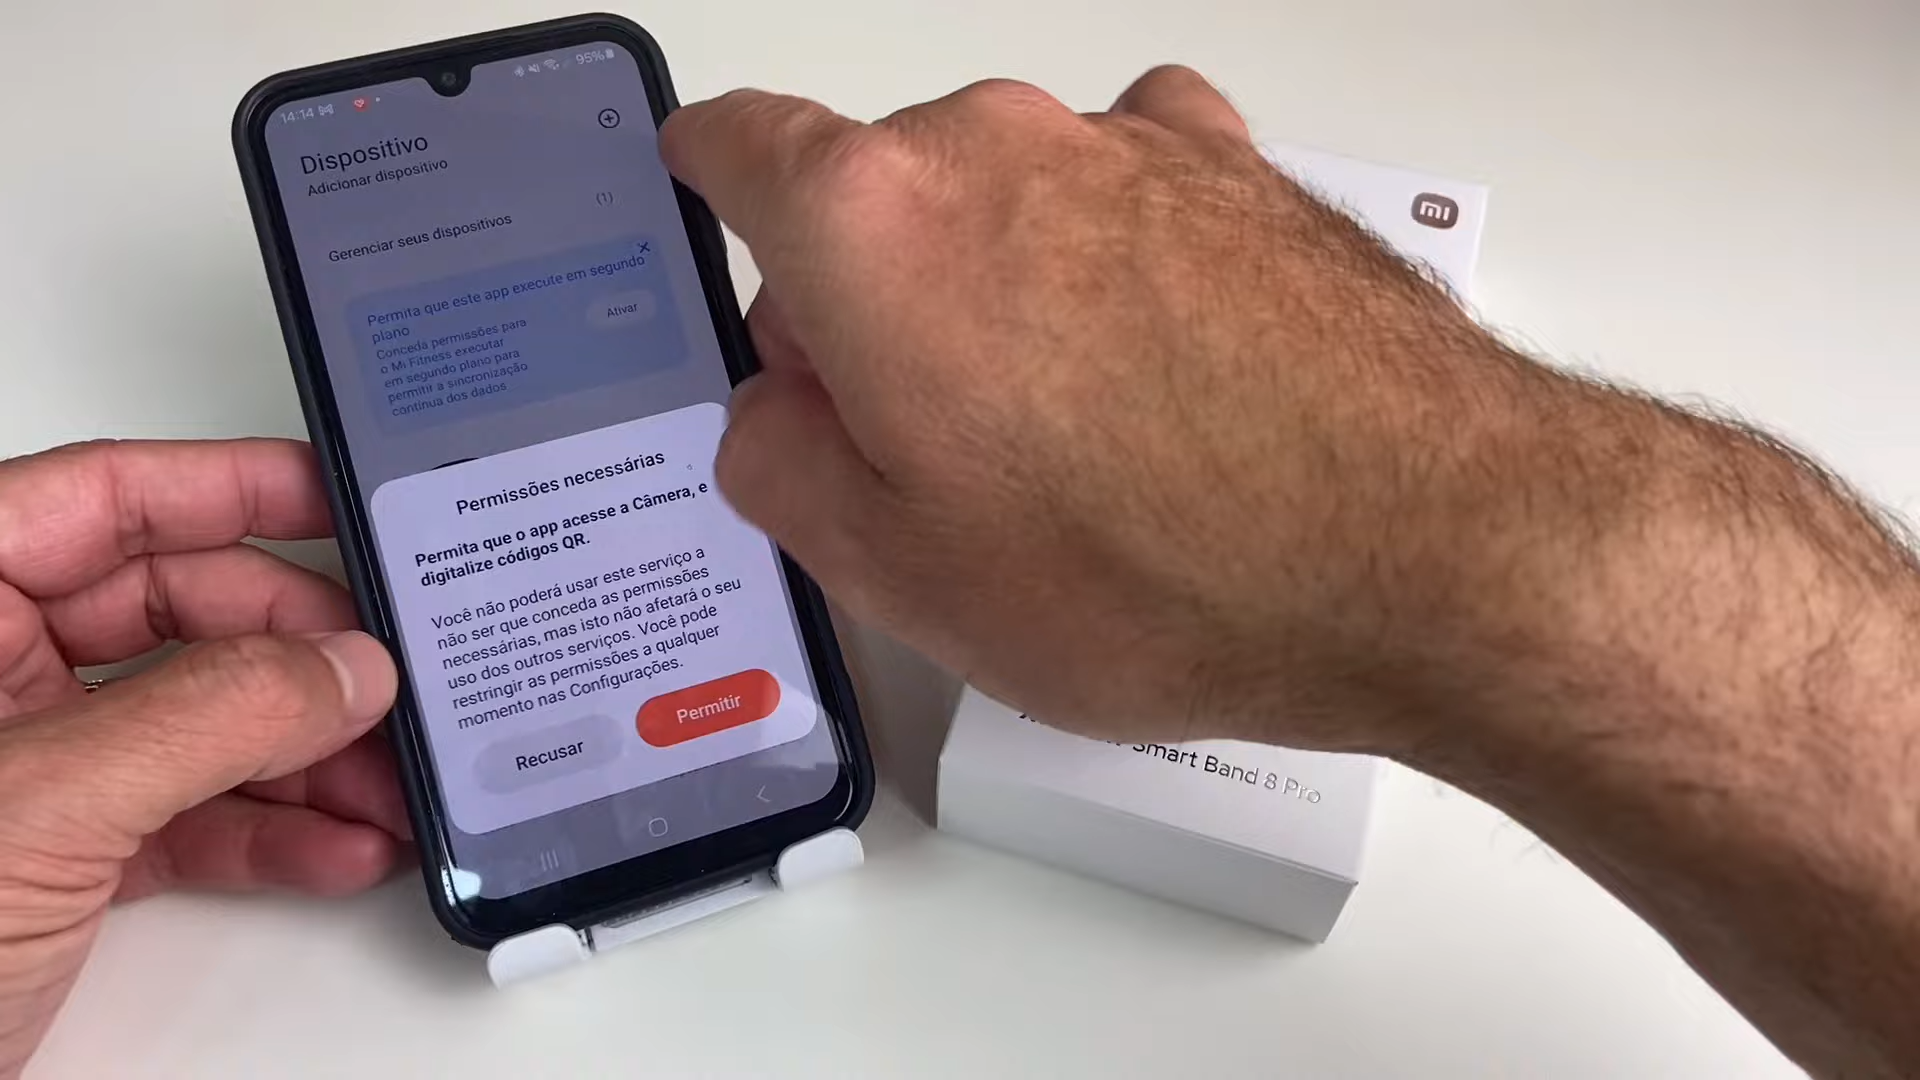 14:14
95%
Dispositivo
Adicionar dispositivo
Gerenciar seus dispositivos
(1)
Permita que este app execute em segundo
plano
Conceda permissões para
o Mi Fitness executar
em segundo plano para
permitir a sincronização
contínua dos dados
Ativar
Permissões necessárias
Permita que o app acesse a Câmera, e
digitalize códigos QR.
Você não poderá usar este serviço a
não ser que conceda as permissões
necessárias, mas isto não afetará o seu
uso dos outros serviços. Você pode
restringir as permissões a qualquer
momento nas Configurações.
Recusar
Permitir
mi
Smart Band 8 Pro